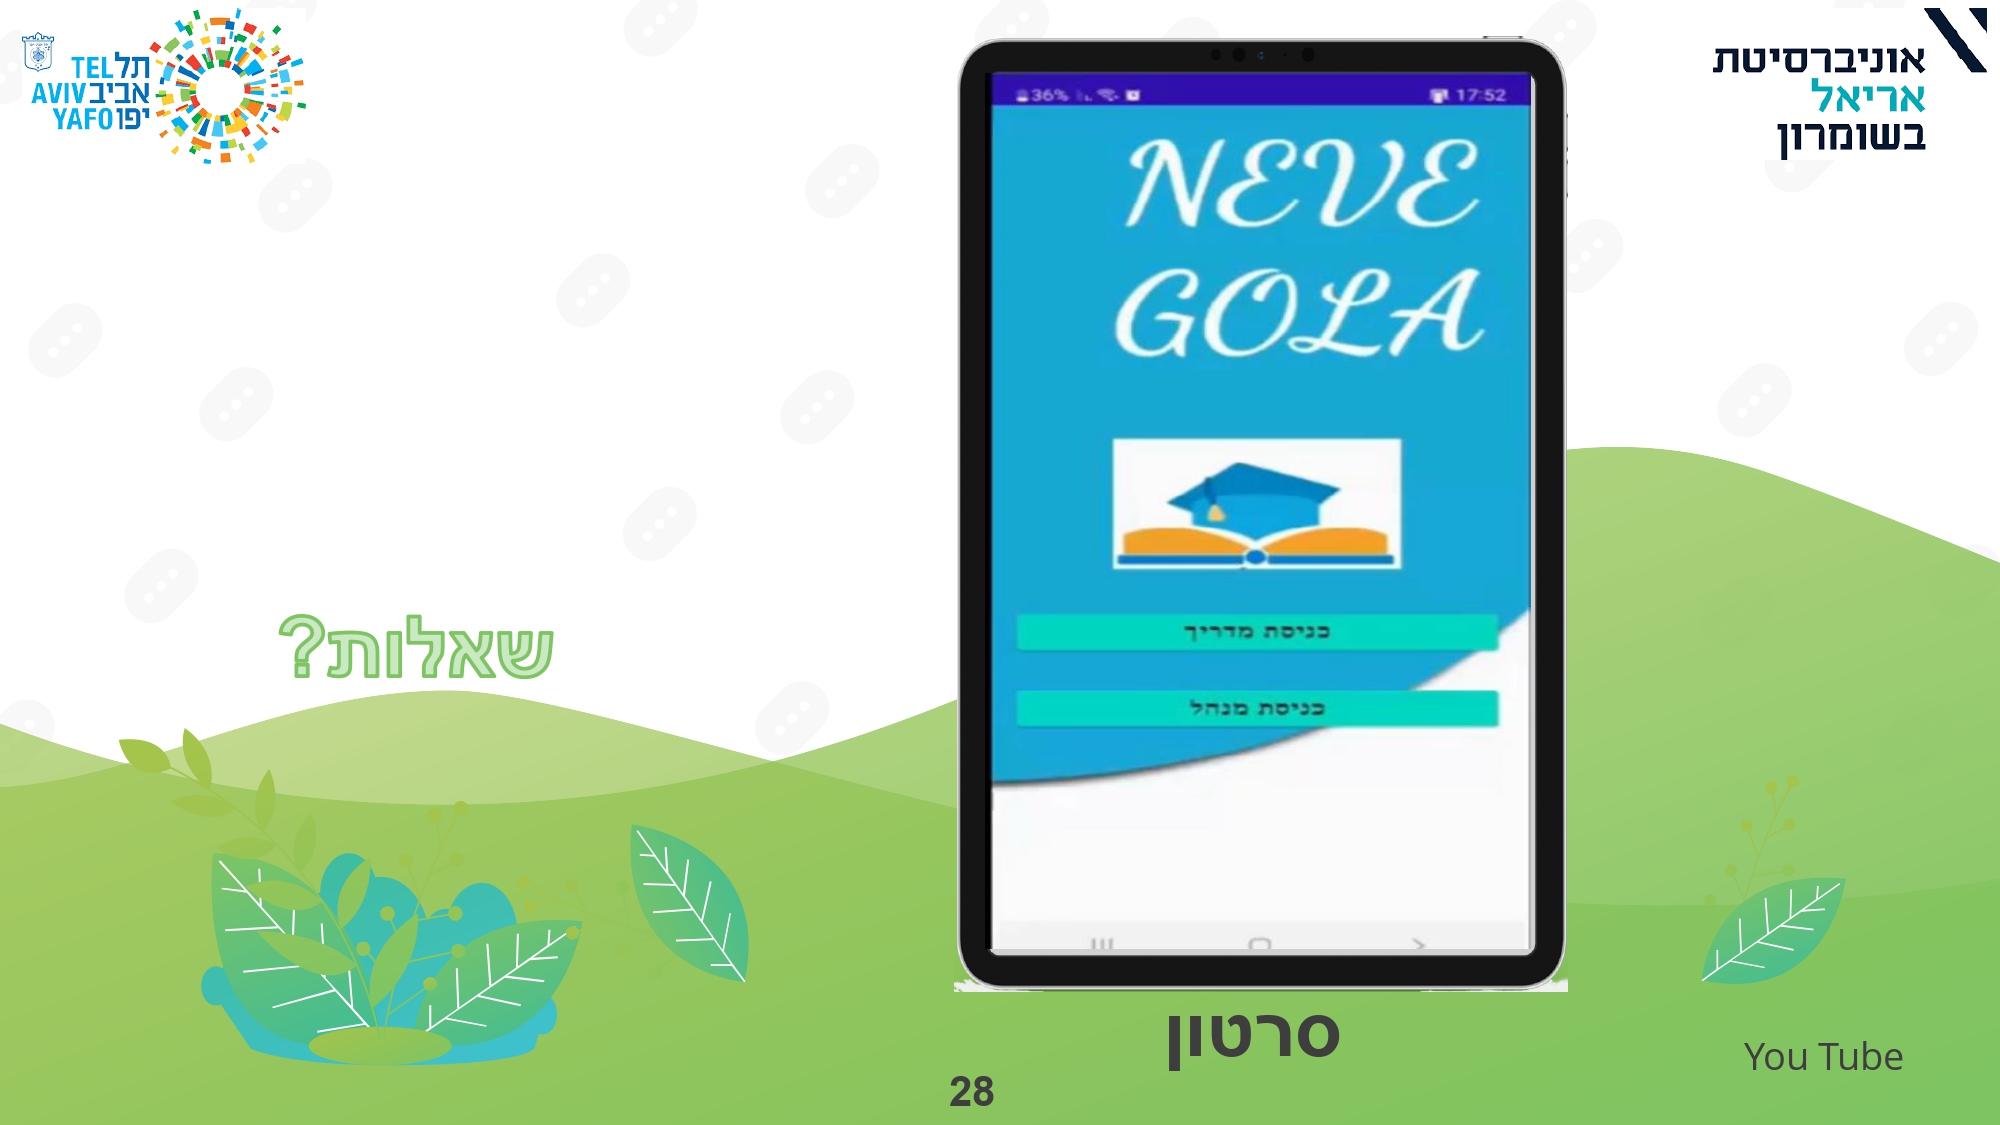 תל TEL
אביב AVIV
יפו YAFO
אוניברסיטת
אריאל
בשומרון
36% 17:52
NEVE
GOLA
כניסת מדריך
כניסת מנהל
שאלות?
סרטון
You Tube
28